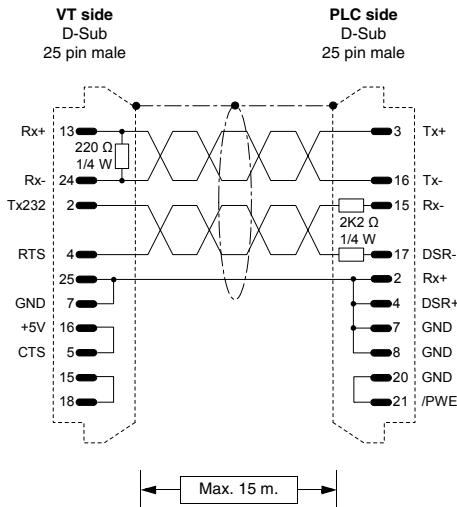 VT side
D-Sub
25 pin male
PLC side
D-Sub
25 pin male
Rx+ 13
3 Tx+
220 Ω
1/4 W
Rx- 24
16 Tx-
Tx232 2
15 Rx-
2K2 Ω
1/4 W
RTS 4
17 DSR-
25
2 Rx+
GND 7
4 DSR+
+5V 16
7 GND
CTS 5
8 GND
15
20 GND
18
21 /PWE
Max. 15 m.